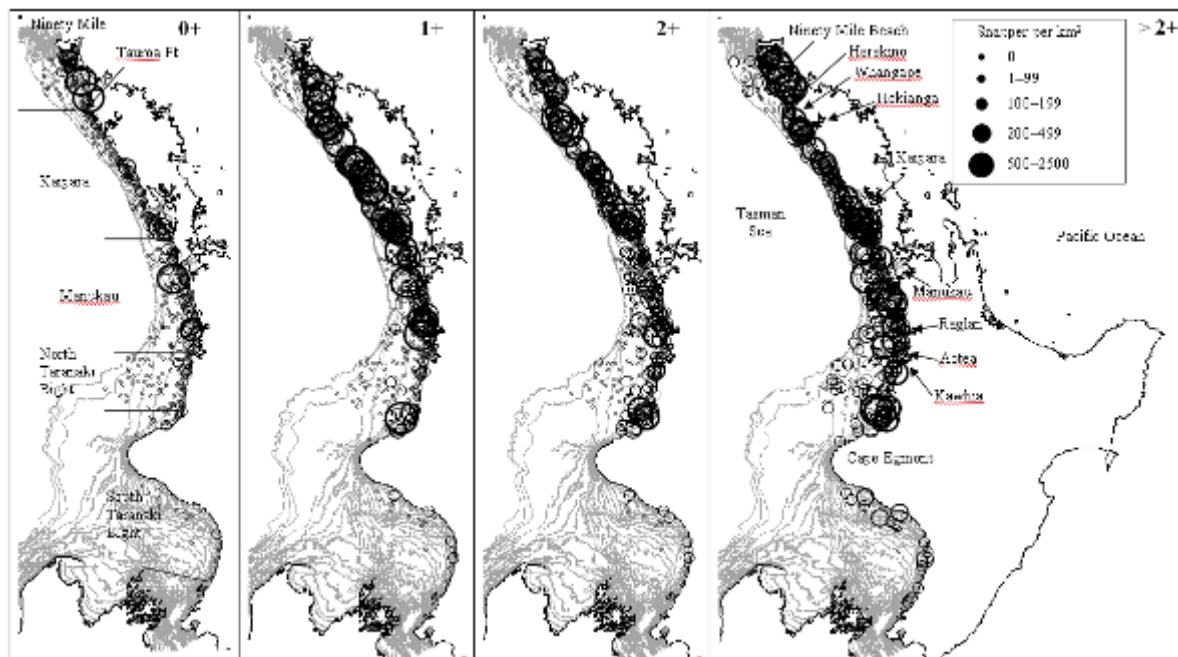 Ninety Mile
0+
Tauroa Pt
Kaipara
Manukau
North
Taranaki
Bight
South
Taranaki
Bight
1+
2+
> 2+
Ninety Mile Beach
Herekino
Whangape
Hokianga
Kaipara
Tasman
Sea
Pacific Ocean
Manukau
Raglan
Aotea
Kawhia
Cape Egmont
Snapper per km²
0
1–99
100–199
200–499
500–2500